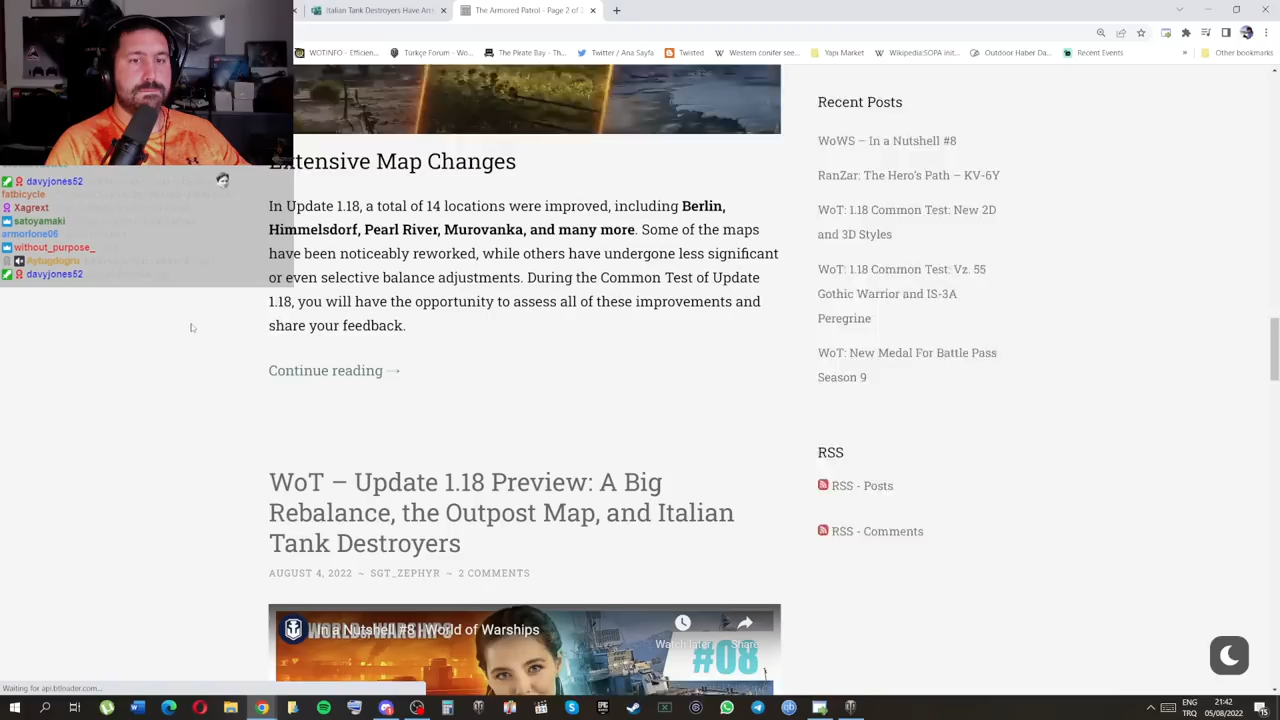 Italian Tank Destroyers Have Arr
The Armored Patrol - Page 2 of 2
WOTINFO - Efficien...
Türkçe Forum - Wo...
The Pirate Bay - Th...
Twitter / Ana Sayfa
Twisted
Western conifer see...
Yapı Market
Wikipedia:SOPA init...
Outdoor Haber Da...
Recent Events
»
Other bookmarks
davyjones52
fatbicycle
Xagrext
satoyamaki
armorlone06
without_purpose_
Aytugdogru
davyjones52
Extensive Map Changes
In Update 1.18, a total of 14 locations were improved, including Berlin,
Himmelsdorf, Pearl River, Murovanka, and many more. Some of the maps
have been noticeably reworked, while others have undergone less significant
or even selective balance adjustments. During the Common Test of Update
1.18, you will have the opportunity to assess all of these improvements and
share your feedback.
Continue reading →
WoT – Update 1.18 Preview: A Big
Rebalance, the Outpost Map, and Italian
Tank Destroyers
AUGUST 4, 2022 ~ SGT_ZEPHYR ~ 2 COMMENTS
In a Nutshell #8 - World of Warships
Watch later
Share
#08
Recent Posts
WoWS – In a Nutshell #8
RanZar: The Hero's Path – KV-6Y
WoT: 1.18 Common Test: New 2D
and 3D Styles
WoT: 1.18 Common Test: Vz. 55
Gothic Warrior and IS-3A
Peregrine
WoT: New Medal For Battle Pass
Season 9
RSS
RSS - Posts
RSS - Comments
Waiting for api.btloader.com...
ENG
TRQ
21:42
05/08/2022
15